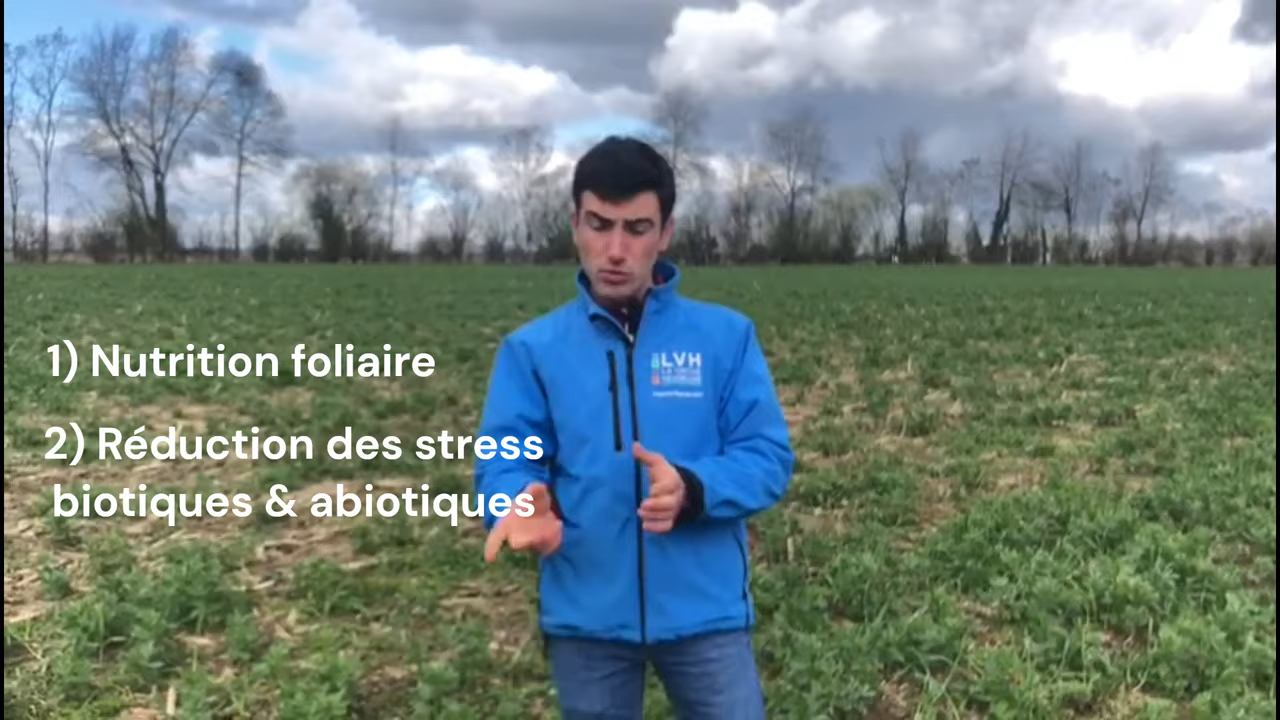 1) Nutrition foliaire
2) Réduction des stress
biotiques & abiotiques
LVH